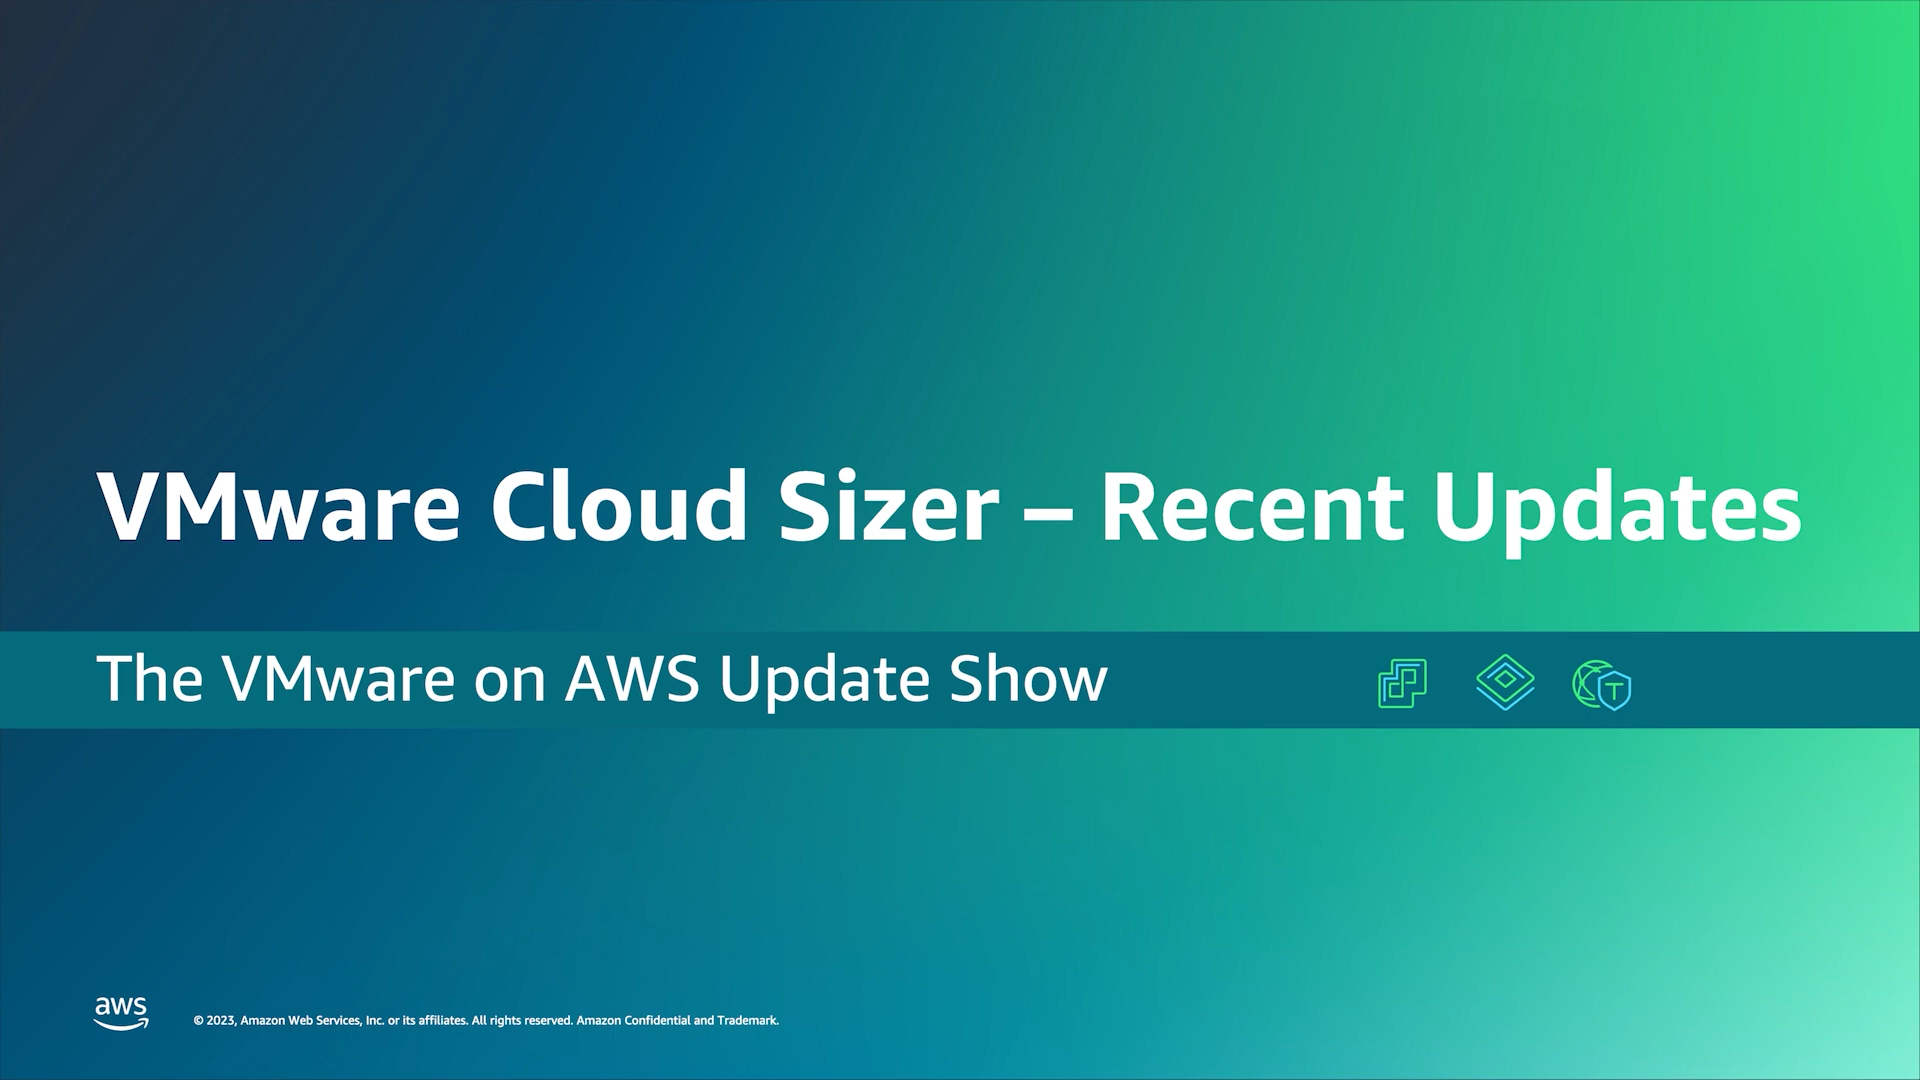 VMware Cloud Sizer – Recent Updates
The VMware on AWS Update Show
T
aws
© 2023, Amazon Web Services, Inc. or its affiliates. All rights reserved. Amazon Confidential and Trademark.